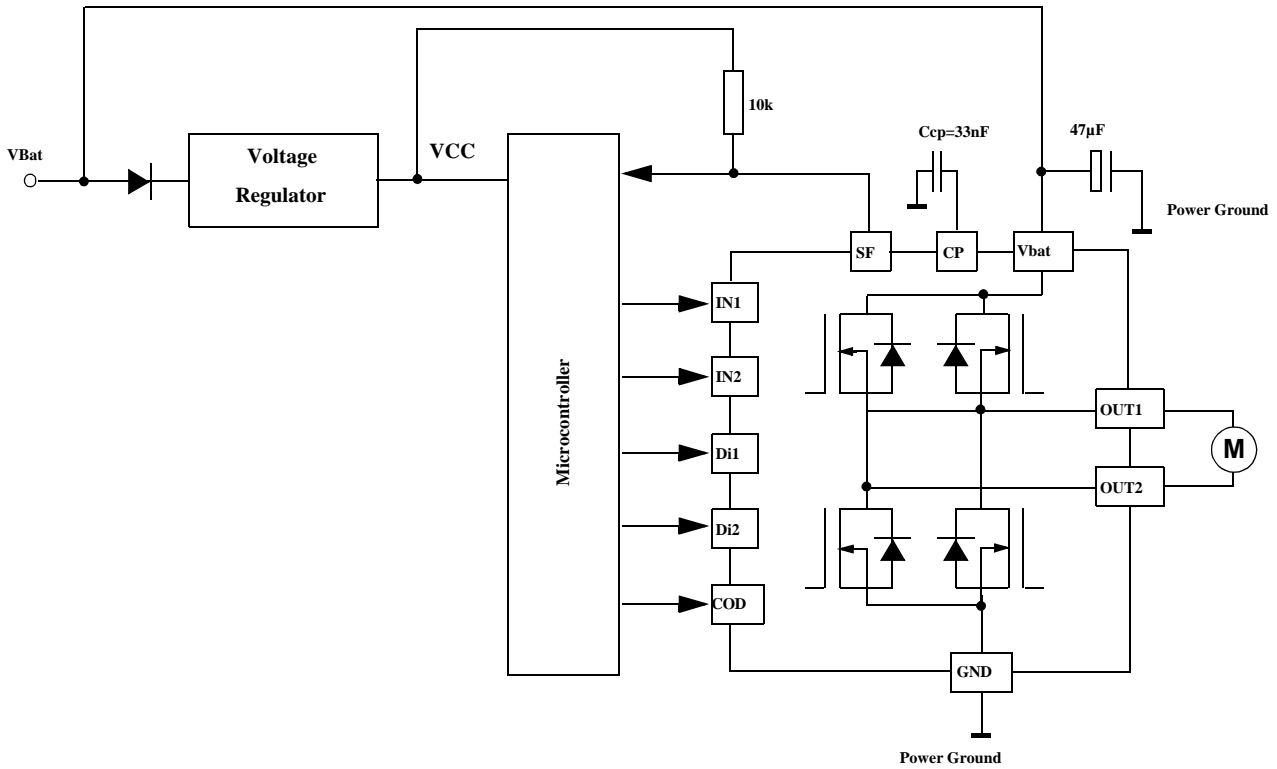 10k
Ccp=33nF
47µF
VBat
Voltage
Regulator
VCC
Power Ground
SF
CP
Vbat
IN1
IN2
Microcontroller
OUT1
M
Di1
OUT2
Di2
COD
GND
Power Ground